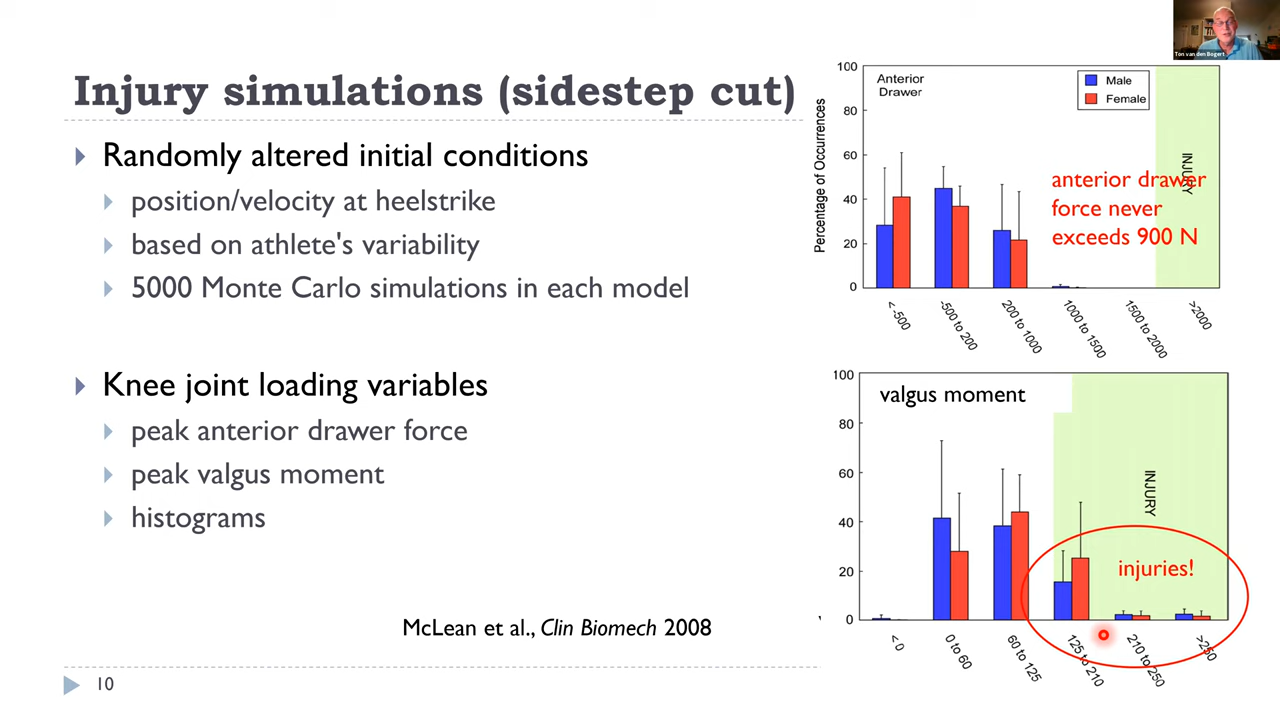 Ton van den Bogert
Injury simulations (sidestep cut)
Randomly altered initial conditions
position/velocity at heelstrike
based on athlete's variability
5000 Monte Carlo simulations in each model
Knee joint loading variables
peak anterior drawer force
peak valgus moment
histograms
McLean et al., Clin Biomech 2008
10
Percentage of Occurrences
100
80
60
40
20
0
Anterior
Drawer
Male
Female
INJURY
anterior drawer
force never
exceeds 900 N
< -500
-500 to 200
200 to 1000
1000 to 1500
1500 to 2000
>2000
100
80
60
40
20
0
valgus moment
INJURY
injuries!
< 0
0 to 60
60 to 125
125 to 210
210 to 250
>250